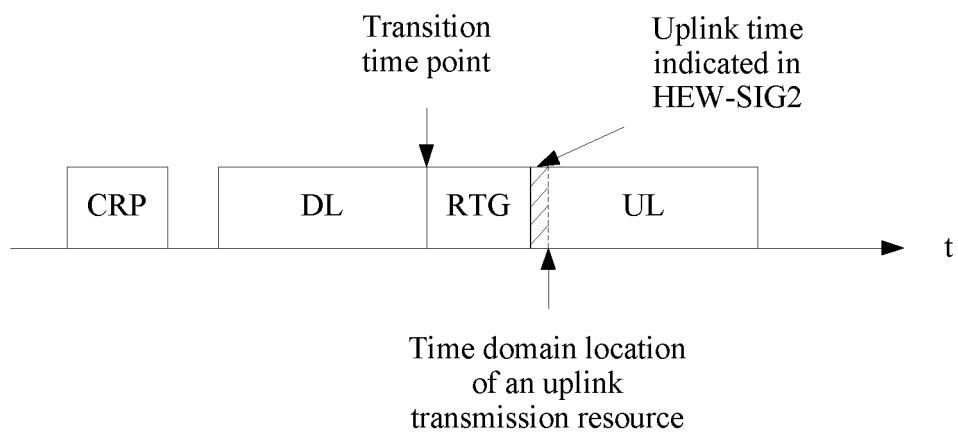 Transition
time point
Uplink time
indicated in
HEW-SIG2
CRP
DL
RTG
UL
t
Time domain location
of an uplink
transmission resource